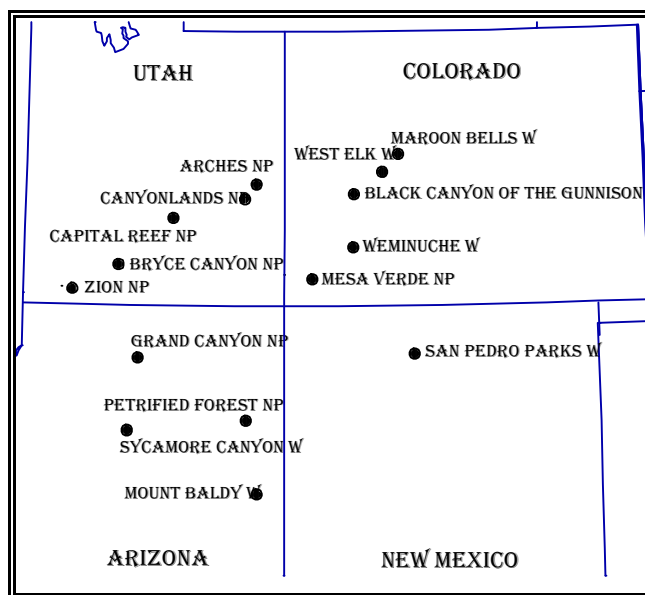 UTAH
COLORADO
MAROON BELLS W
WEST ELK W
ARCHES NP
BLACK CANYON OF THE GUNNISON
CANYONLANDS NP
CAPITAL REEF NP
WEMINUCHE W
BRYCE CANYON NP
MESA VERDE NP
ZION NP
GRAND CANYON NP
SAN PEDRO PARKS W
PETRIFIED FOREST NP
SYCAMORE CANYON W
MOUNT BALDY W
ARIZONA
NEW MEXICO